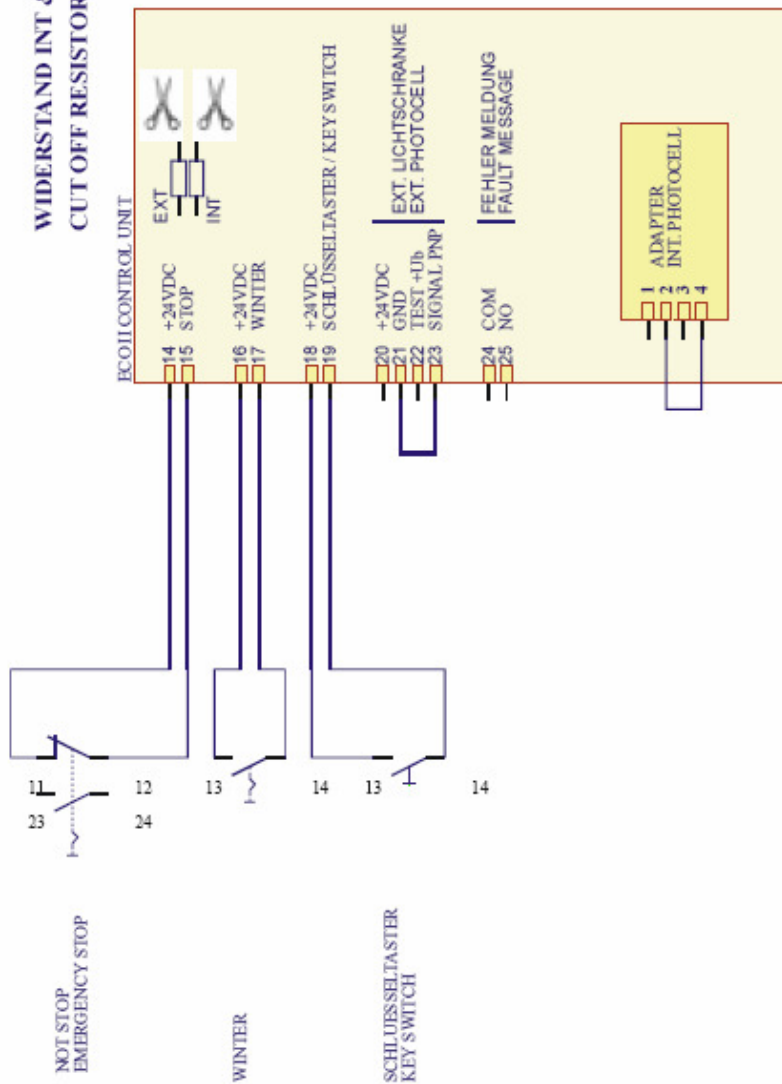 WIDERSTAND INT &
CUT OFF RESISTOR
ECO II CONTROL UNIT
EXT
INT
14 +24VDC
15 STOP
16 +24VDC
17 WINTER
18 +24VDC
19 SCHLÜSSELTASTER / KEY SWITCH
20 +24VDC
21 GND
22 TEST +Ub
23 SIGNAL PNP
EXT. LICHTSCHRANKE
EXT. PHOTOCELL
24 COM
25 NO
FEHLER MELDUNG
FAULT MESSAGE
1
2
3
4
ADAPTER
INT. PHOTOCELL
11 12
23 24
13 14
13 14
NOT STOP
EMERGENCY STOP
WINTER
SCHLUESSELTASTER
KEY SWITCH